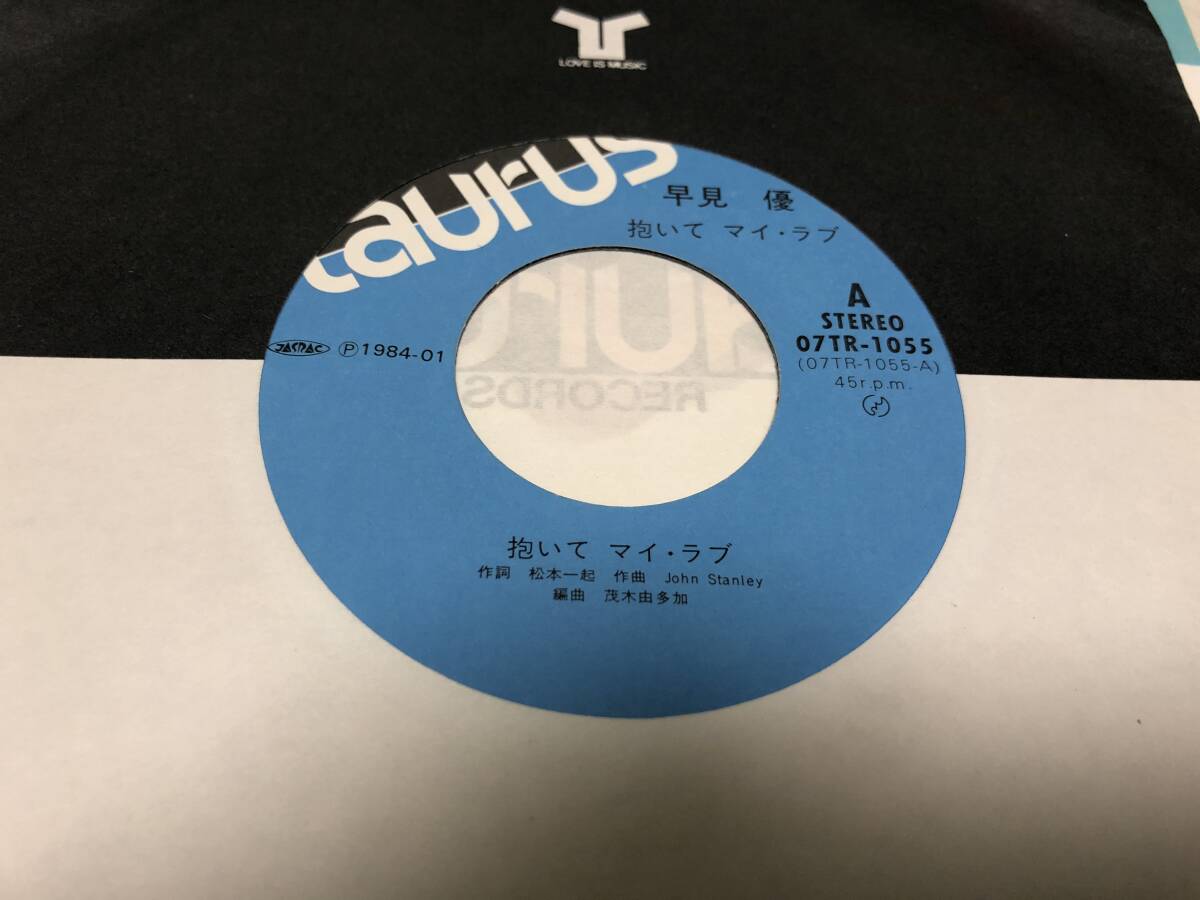 LOVE IS MUSIC
taurus
早見 優
抱いて マイ・ラブ
A
STEREO
07TR-1055
(07TR-1055-A)
45r.p.m.
JASRAC Ⓟ1984-01
RECORDS
抱いて マイ・ラブ
作詞 松本一起 作曲 John Stanley
編曲 茂木由多加